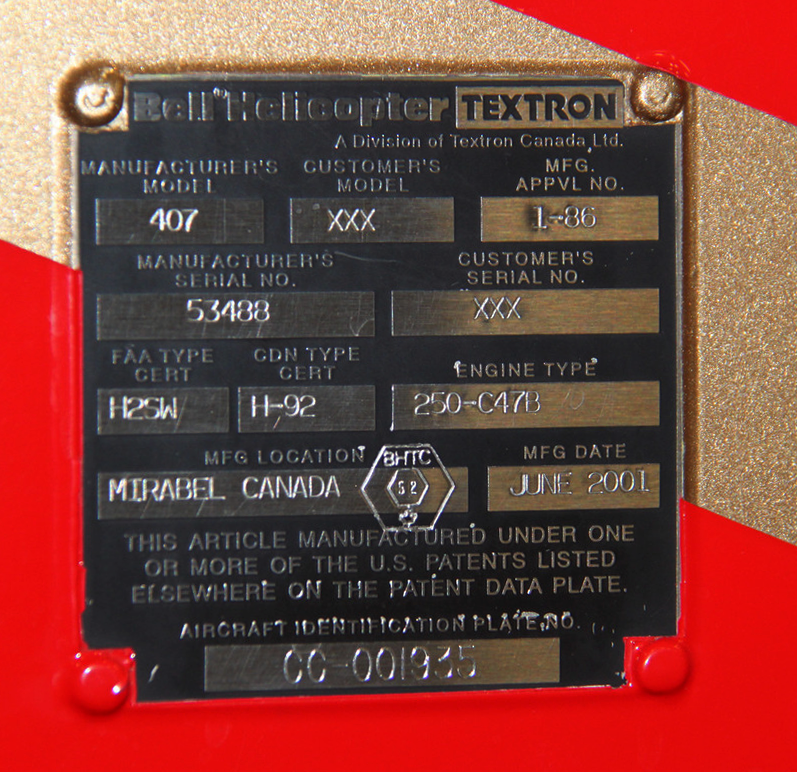 Bell Helicopter TEXTRON
A Division of Textron Canada, Ltd.
MANUFACTURER'S CUSTOMER'S MFG.
MODEL MODEL APPVL NO.
407 XXX 1-86
MANUFACTURER'S CUSTOMER'S
SERIAL NO. SERIAL NO.
53488 XXX
FAA TYPE CDN TYPE ENGINE TYPE
CERT CERT
H2SW H-92 250-C47B
MFG LOCATION BHTC MFG DATE
MIRABEL CANADA 52 JUNE 2001
THIS ARTICLE MANUFACTURED UNDER ONE
OR MORE OF THE U.S. PATENTS LISTED
ELSEWHERE ON THE PATENT DATA PLATE.
AIRCRAFT IDENTIFICATION PLATE NO.
CC-001935